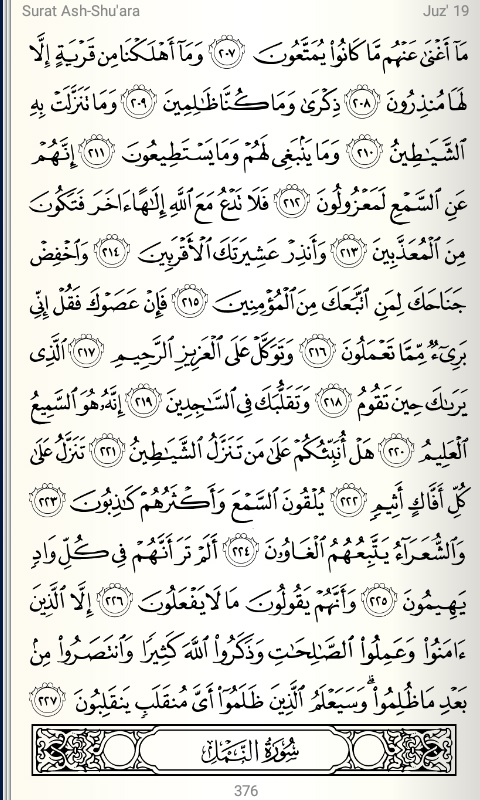 Surat Ash-Shu'ara Juz' 19
مَآ أَغْنَىٰ عَنْهُم مَّا كَانُوا۟ يُمَتَّعُونَ ﴿٢٠٧﴾ وَمَآ أَهْلَكْنَا مِن قَرْيَةٍ إِلَّا
لَهَا مُنذِرُونَ ﴿٢٠٨﴾ ذِكْرَىٰ وَمَا كُنَّا ظَٰلِمِينَ ﴿٢٠٩﴾ وَمَا تَنَزَّلَتْ بِهِ
ٱلشَّيَٰطِينُ ﴿٢١٠﴾ وَمَا يَنۢبَغِى لَهُمْ وَمَا يَسْتَطِيعُونَ ﴿٢١١﴾ إِنَّهُمْ
عَنِ ٱلسَّمْعِ لَمَعْزُولُونَ ﴿٢١٢﴾ فَلَا تَدْعُ مَعَ ٱللَّهِ إِلَٰهًا ءَاخَرَ فَتَكُونَ
مِنَ ٱلْمُعَذَّبِينَ ﴿٢١٣﴾ وَأَنذِرْ عَشِيرَتَكَ ٱلْأَقْرَبِينَ ﴿٢١٤﴾ وَٱخْفِضْ
جَنَاحَكَ لِمَنِ ٱتَّبَعَكَ مِنَ ٱلْمُؤْمِنِينَ ﴿٢١٥﴾ فَإِنْ عَصَوْكَ فَقُلْ إِنِّى
بَرِىٓءٌ مِّمَّا تَعْمَلُونَ ﴿٢١٦﴾ وَتَوَكَّلْ عَلَى ٱلْعَزِيزِ ٱلرَّحِيمِ ﴿٢١٧﴾ ٱلَّذِى
يَرَىٰكَ حِينَ تَقُومُ ﴿٢١٨﴾ وَتَقَلُّبَكَ فِى ٱلسَّٰجِدِينَ ﴿٢١٩﴾ إِنَّهُۥ هُوَ ٱلسَّمِيعُ
ٱلْعَلِيمُ ﴿٢٢٠﴾ هَلْ أُنَبِّئُكُمْ عَلَىٰ مَن تَنَزَّلُ ٱلشَّيَٰطِينُ ﴿٢٢١﴾ تَنَزَّلُ عَلَىٰ
كُلِّ أَفَّاكٍ أَثِيمٍ ﴿٢٢٢﴾ يُلْقُونَ ٱلسَّمْعَ وَأَكْثَرُهُمْ كَٰذِبُونَ ﴿٢٢٣﴾
وَٱلشُّعَرَآءُ يَتَّبِعُهُمُ ٱلْغَاوُۥنَ ﴿٢٢٤﴾ أَلَمْ تَرَ أَنَّهُمْ فِى كُلِّ وَادٍ
يَهِيمُونَ ﴿٢٢٥﴾ وَأَنَّهُمْ يَقُولُونَ مَا لَا يَفْعَلُونَ ﴿٢٢٦﴾ إِلَّا ٱلَّذِينَ
ءَامَنُوا۟ وَعَمِلُوا۟ ٱلصَّٰلِحَٰتِ وَذَكَرُوا۟ ٱللَّهَ كَثِيرًا وَٱنتَصَرُوا۟ مِنۢ
بَعْدِ مَا ظُلِمُوا۟ ۗ وَسَيَعْلَمُ ٱلَّذِينَ ظَلَمُوٓا۟ أَىَّ مُنقَلَبٍ يَنقَلِبُونَ ﴿٢٢٧﴾
سُورَةُ النَّمْلِ
376